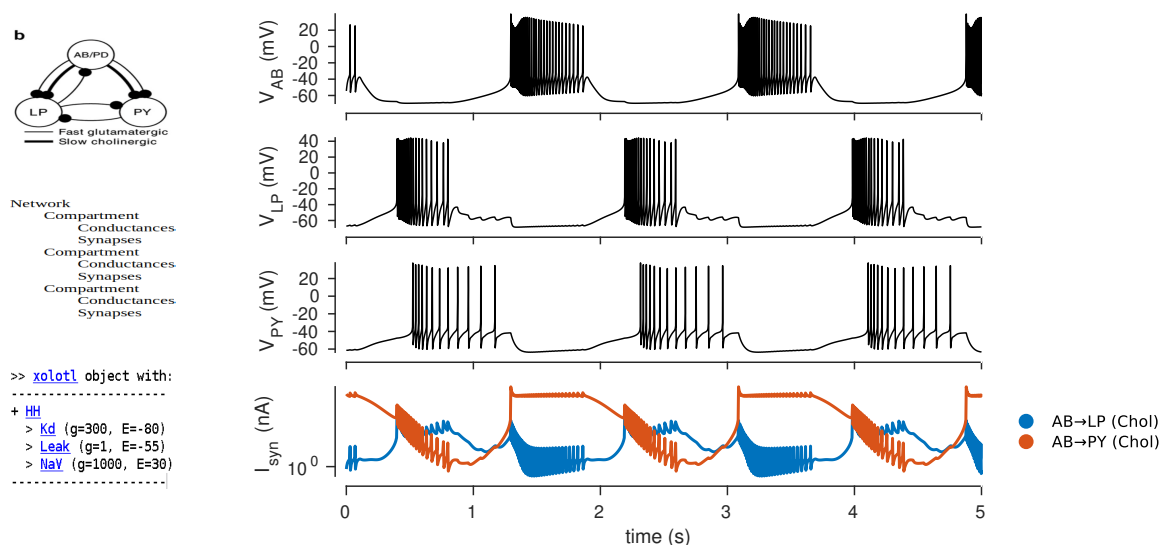 b
AB/PD
LP
PY
Fast glutamatergic
Slow cholinergic
Network
Compartment
Conductances
Synapses
Compartment
Conductances
Synapses
Compartment
Conductances
Synapses
>> xolotl object with:
---------------------
+ HH
> Kd (g=300, E=-80)
> Leak (g=1, E=-55)
> NaV (g=1000, E=30)
---------------------
V_AB (mV)
20
0
-20
-40
-60
V_LP (mV)
40
20
0
-20
-40
-60
V_PY (mV)
20
0
-20
-40
-60
I_syn (nA)
10^0
0
1
2
3
4
5
time (s)
AB→LP (Chol)
AB→PY (Chol)